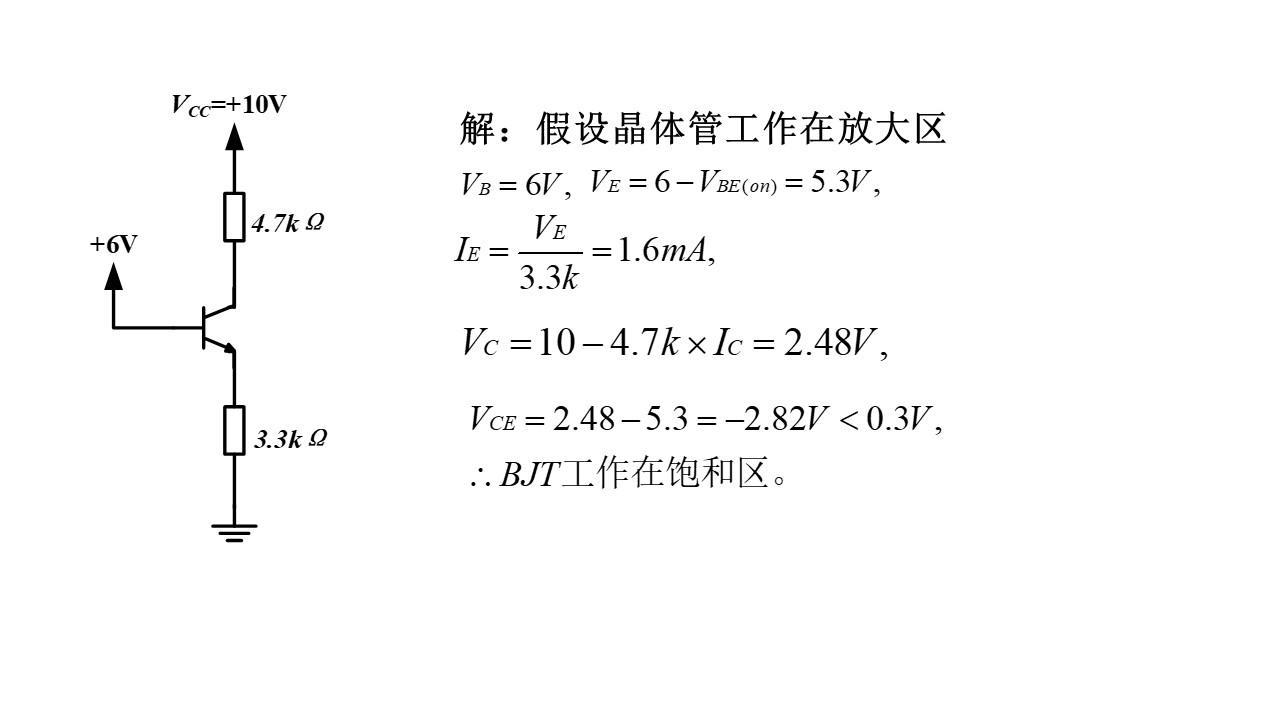 V_CC=+10V
4.7kΩ
+6V
3.3kΩ
解：假设晶体管工作在放大区
V_B = 6V, V_E = 6 − V_BE(on) = 5.3V,
I_E = V_E / 3.3k = 1.6mA,
V_C = 10 − 4.7k × I_C = 2.48V,
V_CE = 2.48 − 5.3 = −2.82V < 0.3V,
∴ BJT工作在饱和区。